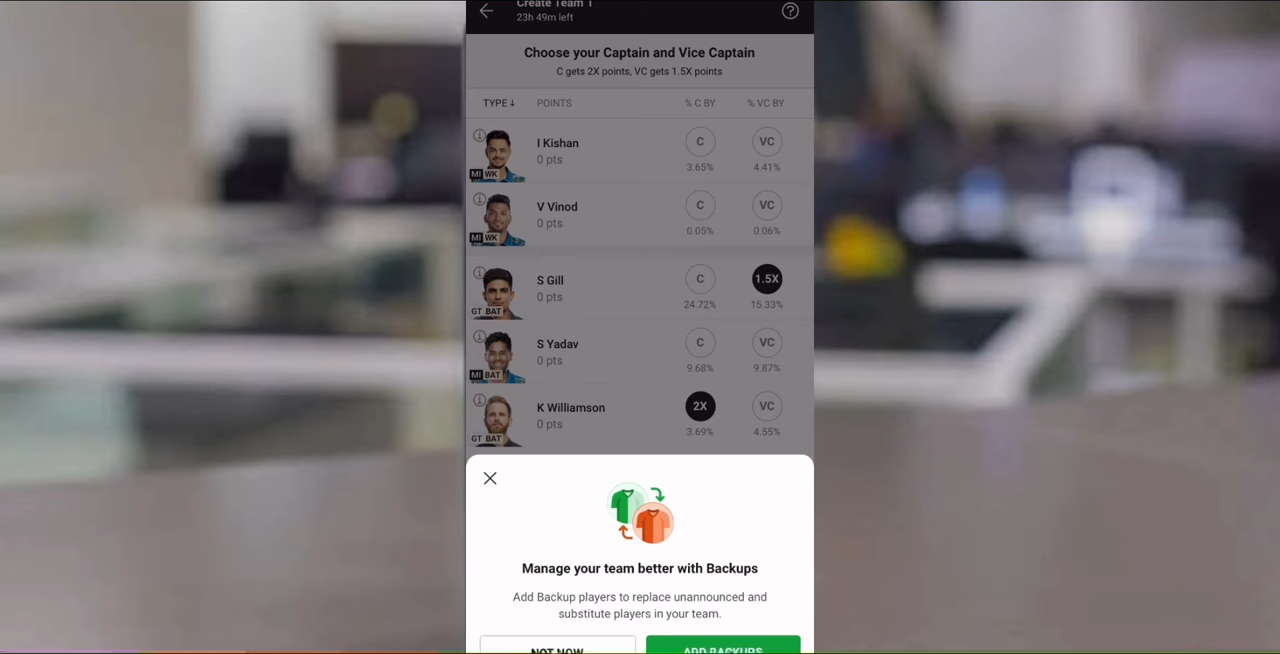 Create Team 1
23h 49m left
Choose your Captain and Vice Captain
C gets 2X points, VC gets 1.5X points
TYPE↓ POINTS % C BY % VC BY
I Kishan C VC
0 pts 3.65% 4.41%
MI WK
V Vinod C VC
0 pts 0.05% 0.06%
MI WK
S Gill C 1.5X
0 pts 24.72% 15.33%
GT BAT
S Yadav C VC
0 pts 9.68% 9.87%
MI BAT
K Williamson 2X VC
0 pts 3.69% 4.55%
GT BAT
Manage your team better with Backups
Add Backup players to replace unannounced and
substitute players in your team.
NOT NOW ADD BACKUPS